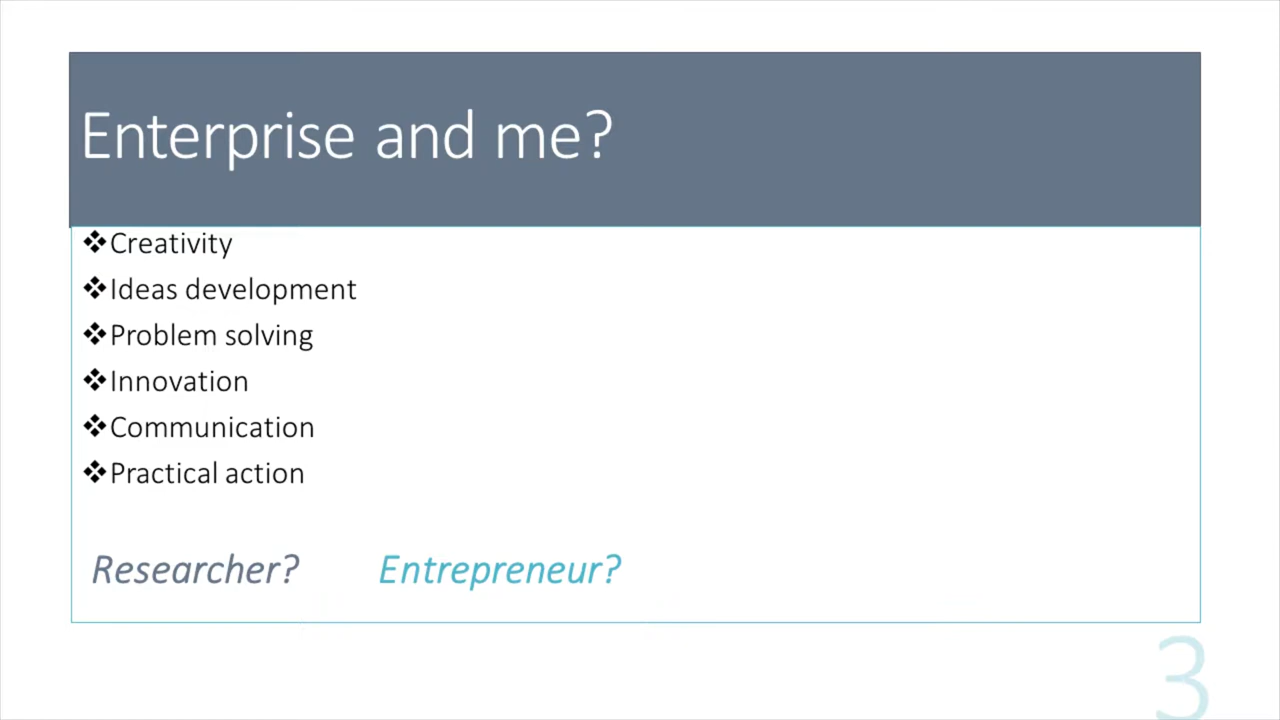 Enterprise and me?
❖Creativity
❖Ideas development
❖Problem solving
❖Innovation
❖Communication
❖Practical action
Researcher? Entrepreneur?
3